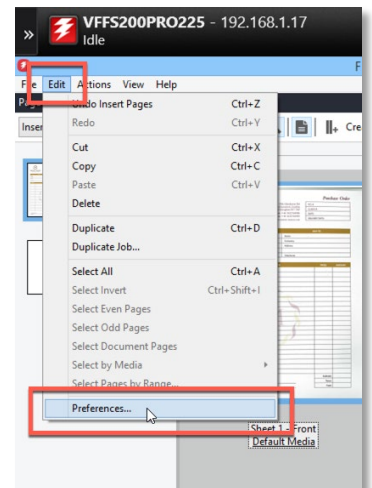 » VFFS200PRO225 - 192.168.1.17
Idle
F
File Edit Actions View Help
Undo Insert Pages Ctrl+Z
Redo Ctrl+Y
Cut Ctrl+X
Copy Ctrl+C
Paste Ctrl+V
Delete
Duplicate Ctrl+D
Duplicate Job...
Select All Ctrl+A
Select Invert Ctrl+Shift+I
Select Even Pages
Select Odd Pages
Select Document Pages
Select by Media
Select Pages by Range...
Preferences...
Sheet 1 - Front
Default Media